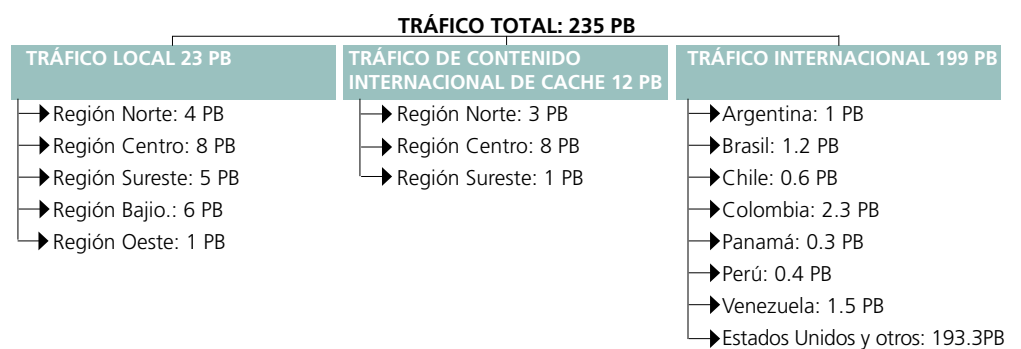 TRÁFICO TOTAL: 235 PB
TRÁFICO LOCAL 23 PB
Región Norte: 4 PB
Región Centro: 8 PB
Región Sureste: 5 PB
Región Bajio.: 6 PB
Región Oeste: 1 PB
TRÁFICO DE CONTENIDO
INTERNACIONAL DE CACHE 12 PB
Región Norte: 3 PB
Región Centro: 8 PB
Región Sureste: 1 PB
TRÁFICO INTERNACIONAL 199 PB
Argentina: 1 PB
Brasil: 1.2 PB
Chile: 0.6 PB
Colombia: 2.3 PB
Panamá: 0.3 PB
Perú: 0.4 PB
Venezuela: 1.5 PB
Estados Unidos y otros: 193.3PB